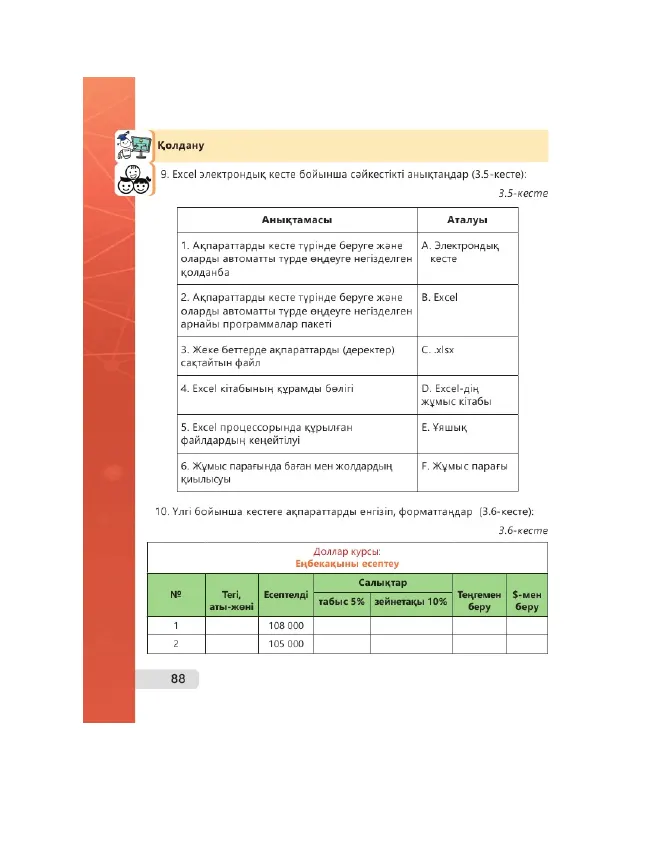 Қолдану
9. Excel электрондық кесте бойынша сәйкестікті анықтаңдар (3.5-кесте):
3.5-кесте
Анықтамасы Аталуы
1. Ақпараттарды кесте түрінде беруге және
оларды автоматты түрде өңдеуге негізделген
қолданба
A. Электрондық
кесте
2. Ақпараттарды кесте түрінде беруге және
оларды автоматты түрде өңдеуге негізделген
арнайы программалар пакеті
B. Excel
3. Жеке беттерде ақпараттарды (деректер)
сақтайтын файл
C. .xlsx
4. Excel кітабының құрамды бөлігі
D. Excel-дің
жұмыс кітабы
5. Excel процессорында құрылған
файлдардың кеңейтілуі
E. Ұяшық
6. Жұмыс парағында баған мен жолдардың
қиылысуы
F. Жұмыс парағы
10. Үлгі бойынша кестеге ақпараттарды енгізіп, форматтаңдар (3.6-кесте):
3.6-кесте
Доллар курсы:
Еңбекақыны есептеу
№
Тегі,
аты-жөні
Есептелді
Салықтар
табыс 5% зейнетақы 10%
Теңгемен
беру
$-мен
беру
1 108 000
2 105 000
88